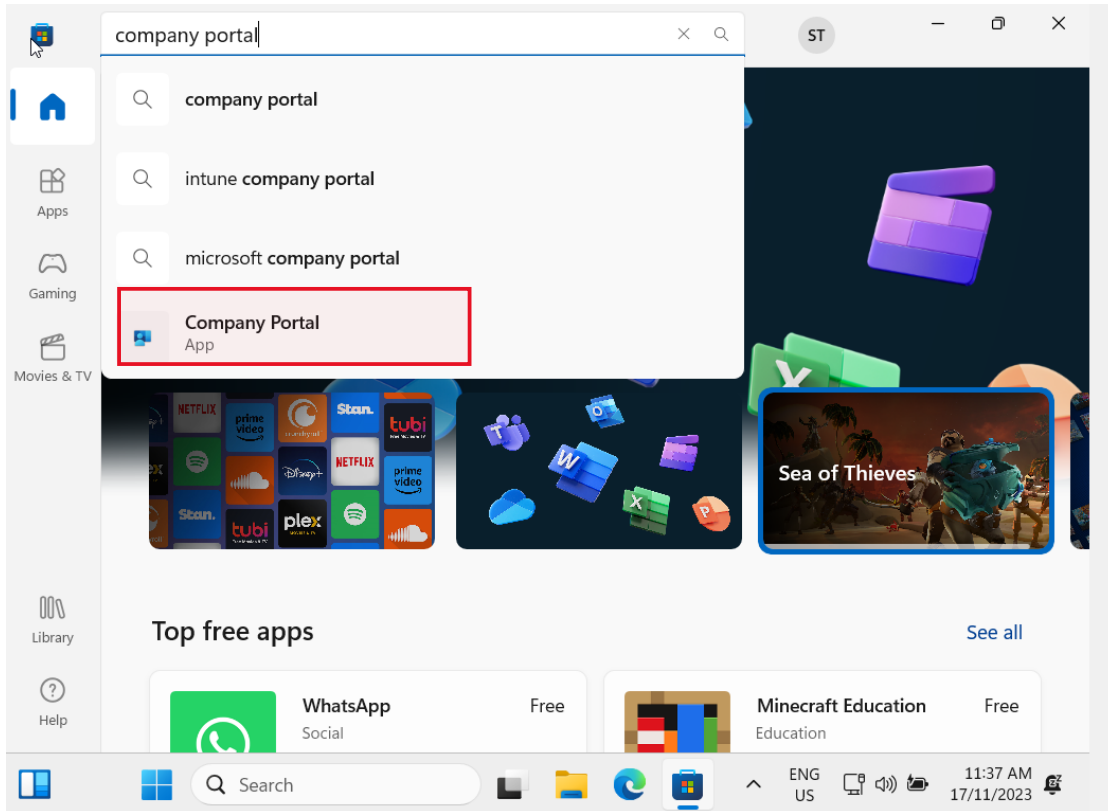 company portal
ST
company portal
intune company portal
microsoft company portal
Company Portal
App
Apps
Gaming
Movies & TV
NETFLIX
prime video
crunchyroll
Stan.
tubi
Disney+
NETFLIX
prime video
Stan.
tubi
plex
T
O
W
X
P
X
Sea of Thieves
Library
Help
Top free apps
See all
WhatsApp
Free
Social
Minecraft Education
Free
Education
Search
ENG
US
11:37 AM
17/11/2023